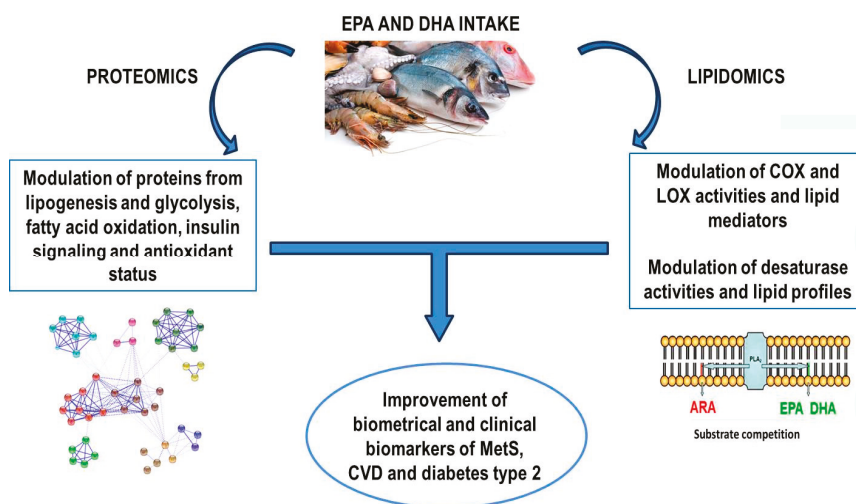 EPA AND DHA INTAKE
PROTEOMICS
LIPIDOMICS
Modulation of proteins from
lipogenesis and glycolysis,
fatty acid oxidation, insulin
signaling and antioxidant
status
Modulation of COX and
LOX activities and lipid
mediators
Modulation of desaturase
activities and lipid profiles
Improvement of
biometrical and clinical
biomarkers of MetS,
CVD and diabetes type 2
PLA₂
ARA
EPA DHA
Substrate competition